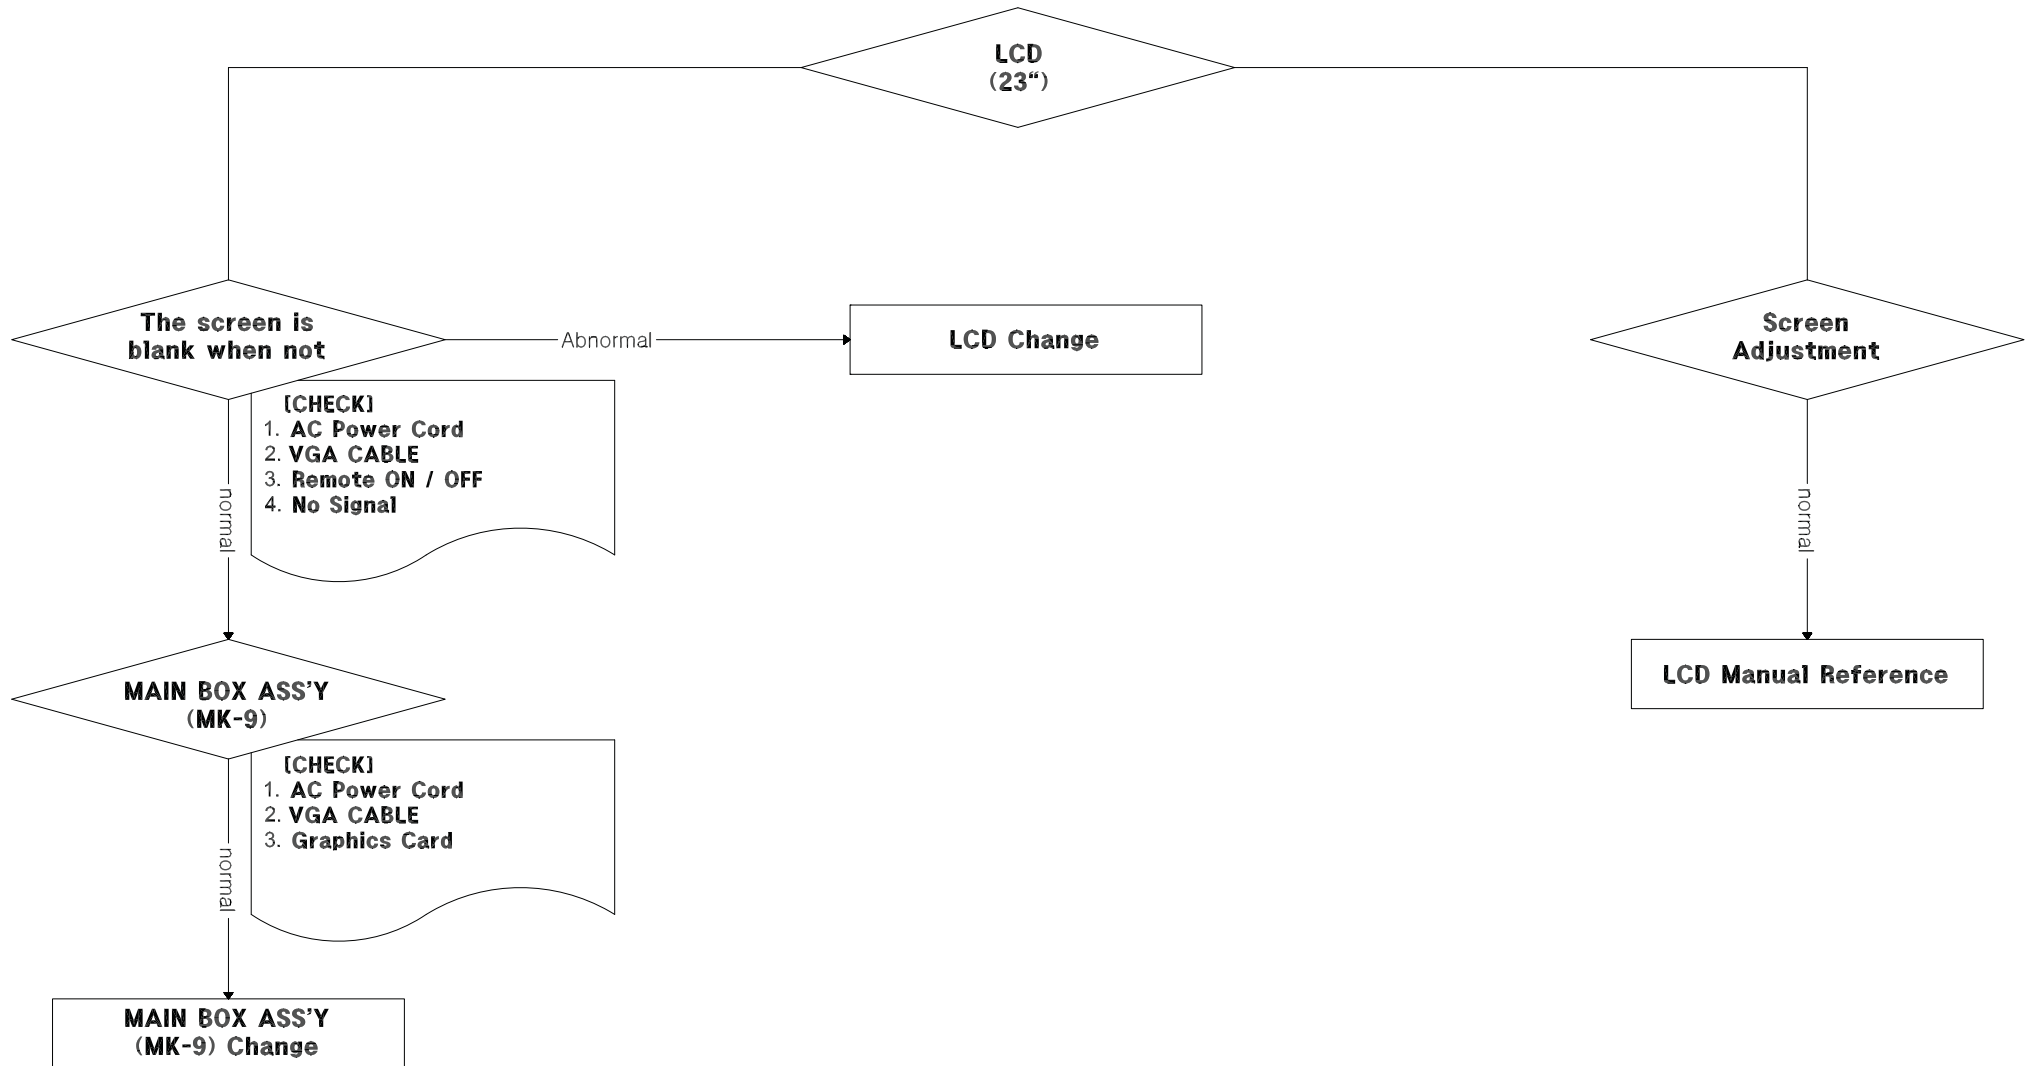 LCD
(23“)
The screen is
blank when not
Abnormal
LCD Change
Screen
Adjustment
[CHECK]
1. AC Power Cord
2. VGA CABLE
3. Remote ON / OFF
4. No Signal
normal
normal
MAIN BOX ASS'Y
(MK-9)
LCD Manual Reference
[CHECK]
1. AC Power Cord
2. VGA CABLE
3. Graphics Card
normal
MAIN BOX ASS'Y
(MK-9) Change